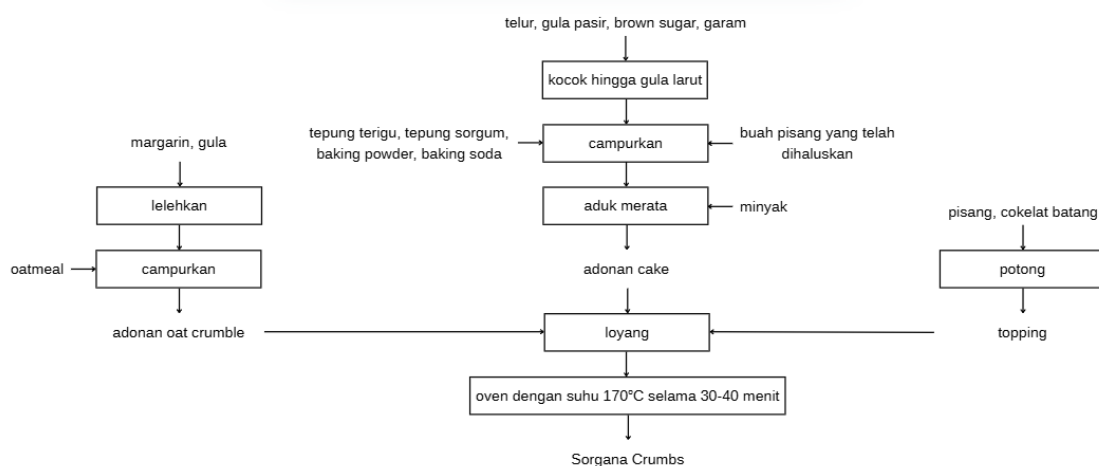 telur, gula pasir, brown sugar, garam
kocok hingga gula larut
tepung terigu, tepung sorgum,
baking powder, baking soda
campurkan
buah pisang yang telah
dihaluskan
margarin, gula
lelehkan
aduk merata
minyak
pisang, cokelat batang
oatmeal
campurkan
adonan cake
potong
adonan oat crumble
loyang
topping
oven dengan suhu 170°C selama 30-40 menit
Sorgana Crumbs